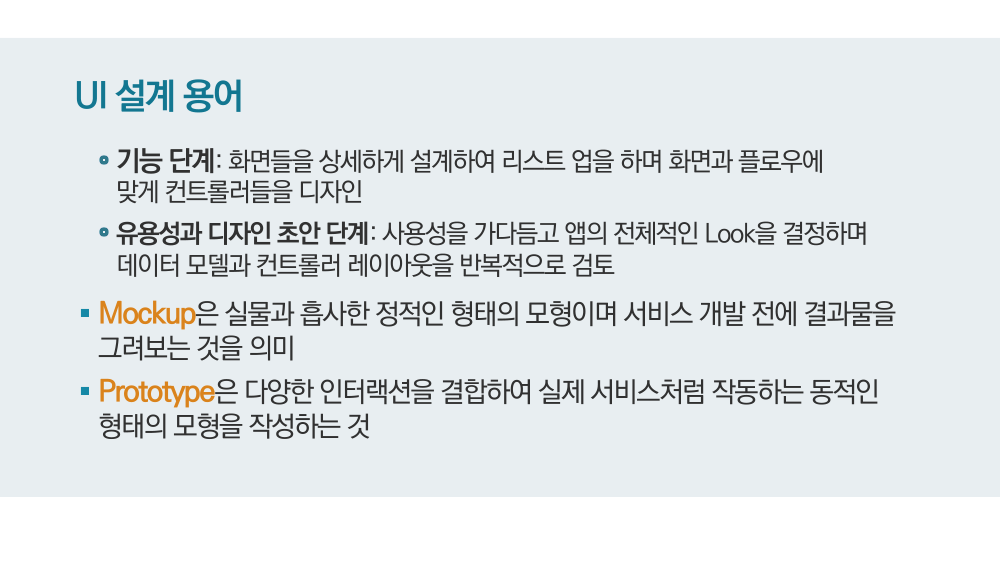 UI 설계 용어
기능 단계: 화면들을 상세하게 설계하여 리스트 업을 하며 화면과 플로우에
맞게 컨트롤러들을 디자인
유용성과 디자인 초안 단계: 사용성을 가다듬고 앱의 전체적인 Look을 결정하며
데이터 모델과 컨트롤러 레이아웃을 반복적으로 검토
Mockup은 실물과 흡사한 정적인 형태의 모형이며 서비스 개발 전에 결과물을
그려보는 것을 의미
Prototype은 다양한 인터랙션을 결합하여 실제 서비스처럼 작동하는 동적인
형태의 모형을 작성하는 것